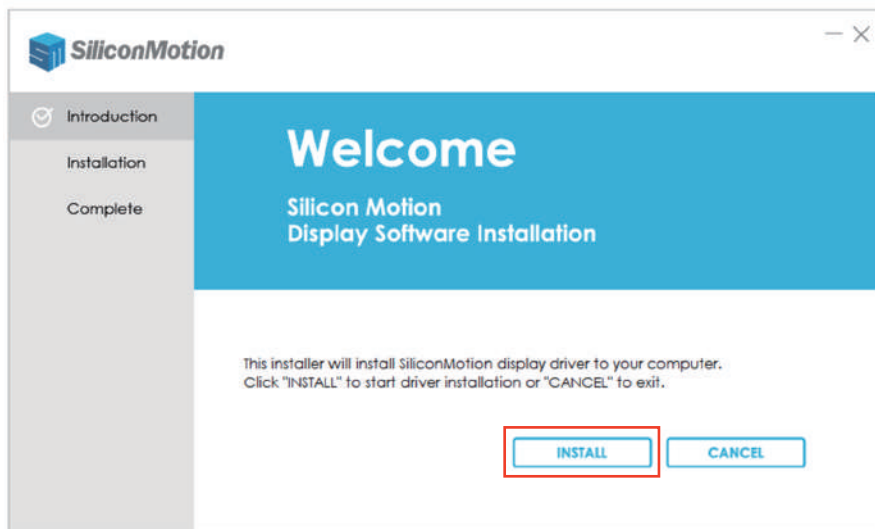 SiliconMotion
Introduction
Installation
Complete
Welcome
Silicon Motion
Display Software Installation
This installer will install SiliconMotion display driver to your computer.
Click "INSTALL" to start driver installation or "CANCEL" to exit.
INSTALL CANCEL